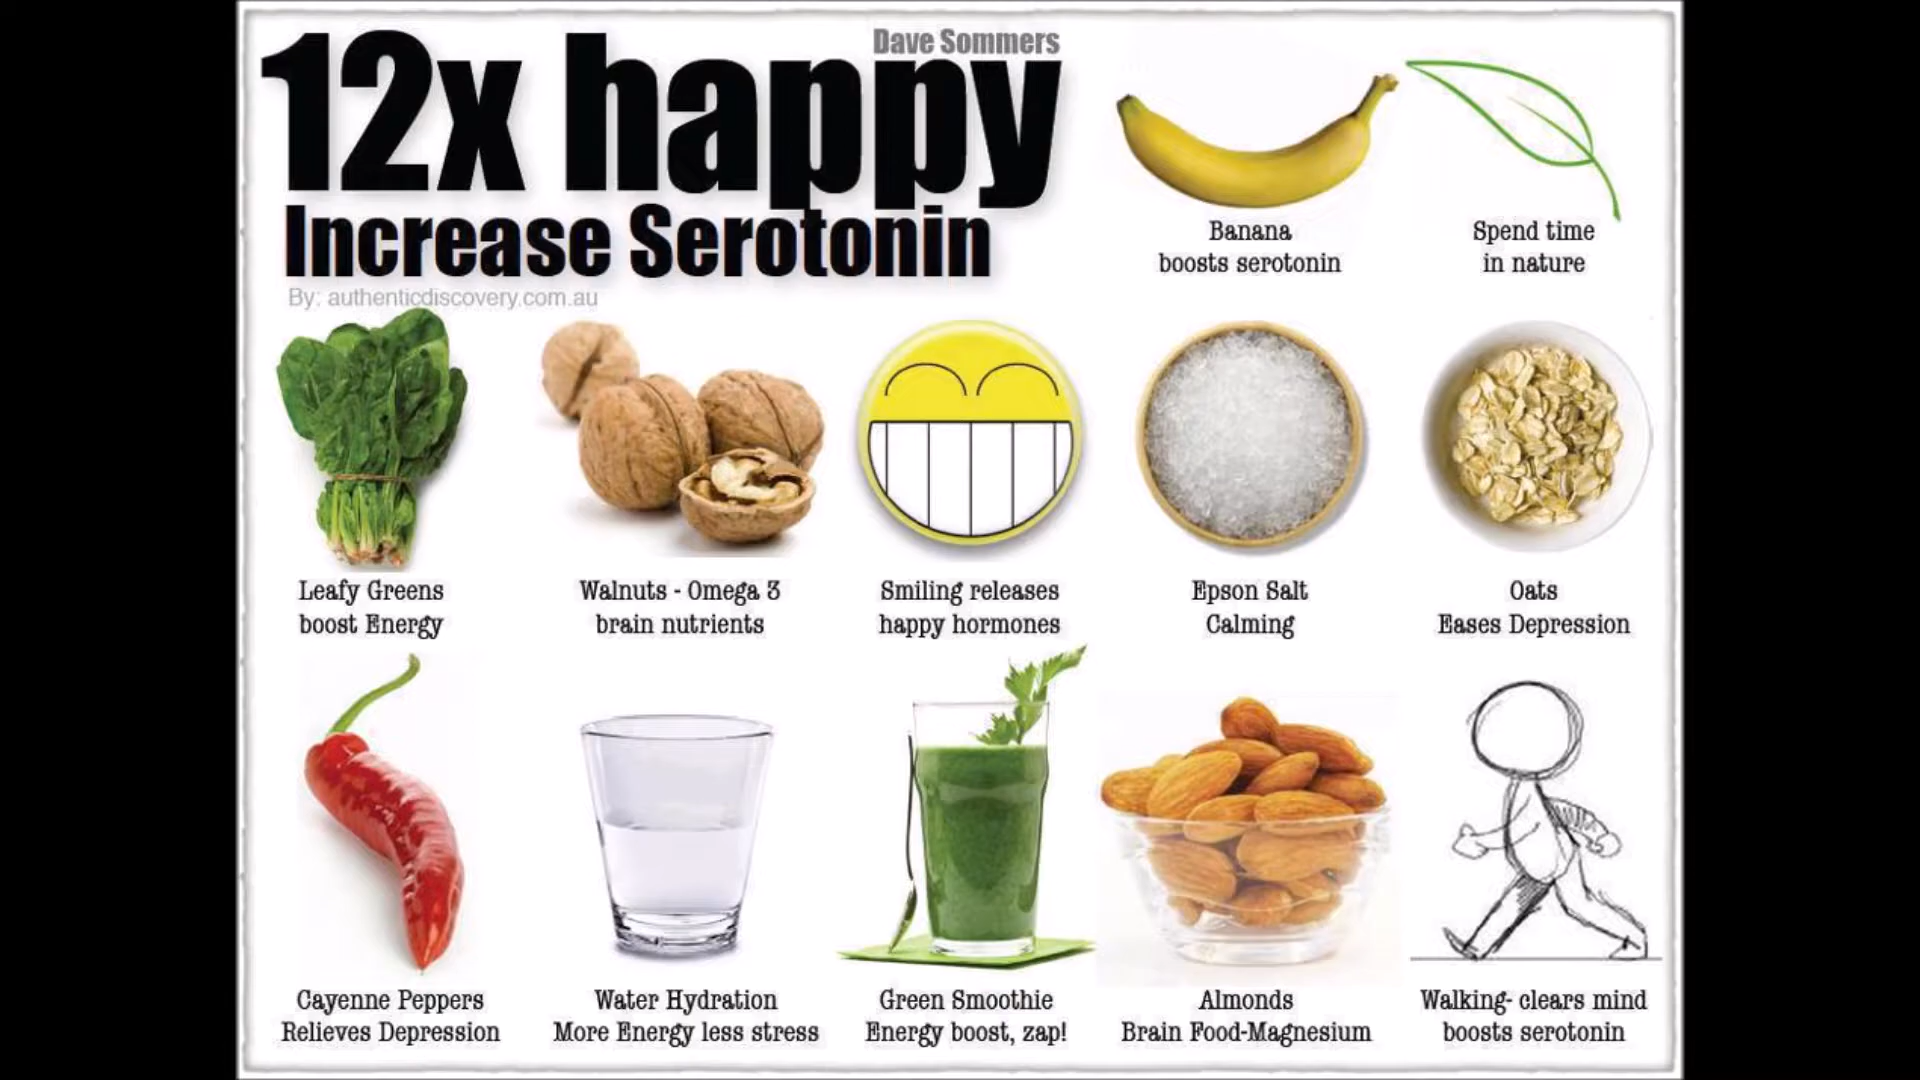 Dave Sommers
12x happy
Increase Serotonin
By: authenticdiscovery.com.au
Banana
boosts serotonin
Spend time
in nature
Leafy Greens
boost Energy
Walnuts - Omega 3
brain nutrients
Smiling releases
happy hormones
Epson Salt
Calming
Oats
Eases Depression
Cayenne Peppers
Relieves Depression
Water Hydration
More Energy less stress
Green Smoothie
Energy boost, zap!
Almonds
Brain Food-Magnesium
Walking- clears mind
boosts serotonin